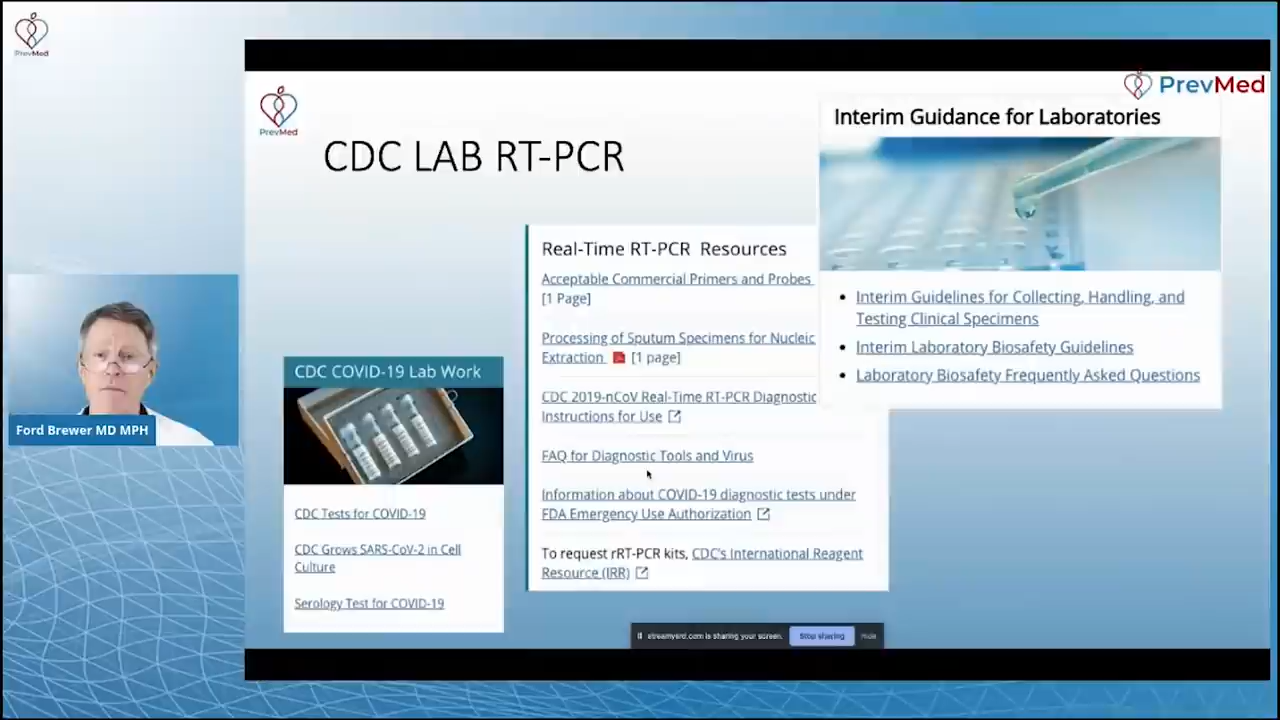 PrevMed
PrevMed
PrevMed
CDC LAB RT-PCR
Interim Guidance for Laboratories
Interim Guidelines for Collecting, Handling, and
Testing Clinical Specimens
Interim Laboratory Biosafety Guidelines
Laboratory Biosafety Frequently Asked Questions
Real-Time RT-PCR Resources
Acceptable Commercial Primers and Probes
[1 Page]
Processing of Sputum Specimens for Nucleic
Extraction [1 page]
CDC 2019-nCoV Real-Time RT-PCR Diagnostic
Instructions for Use
FAQ for Diagnostic Tools and Virus
Information about COVID-19 diagnostic tests under
FDA Emergency Use Authorization
To request rRT-PCR kits, CDC's International Reagent
Resource (IRR)
CDC COVID-19 Lab Work
CDC Tests for COVID-19
CDC Grows SARS-CoV-2 in Cell
Culture
Serology Test for COVID-19
Ford Brewer MD MPH
streamyard.com is sharing your screen. Stop sharing Hide